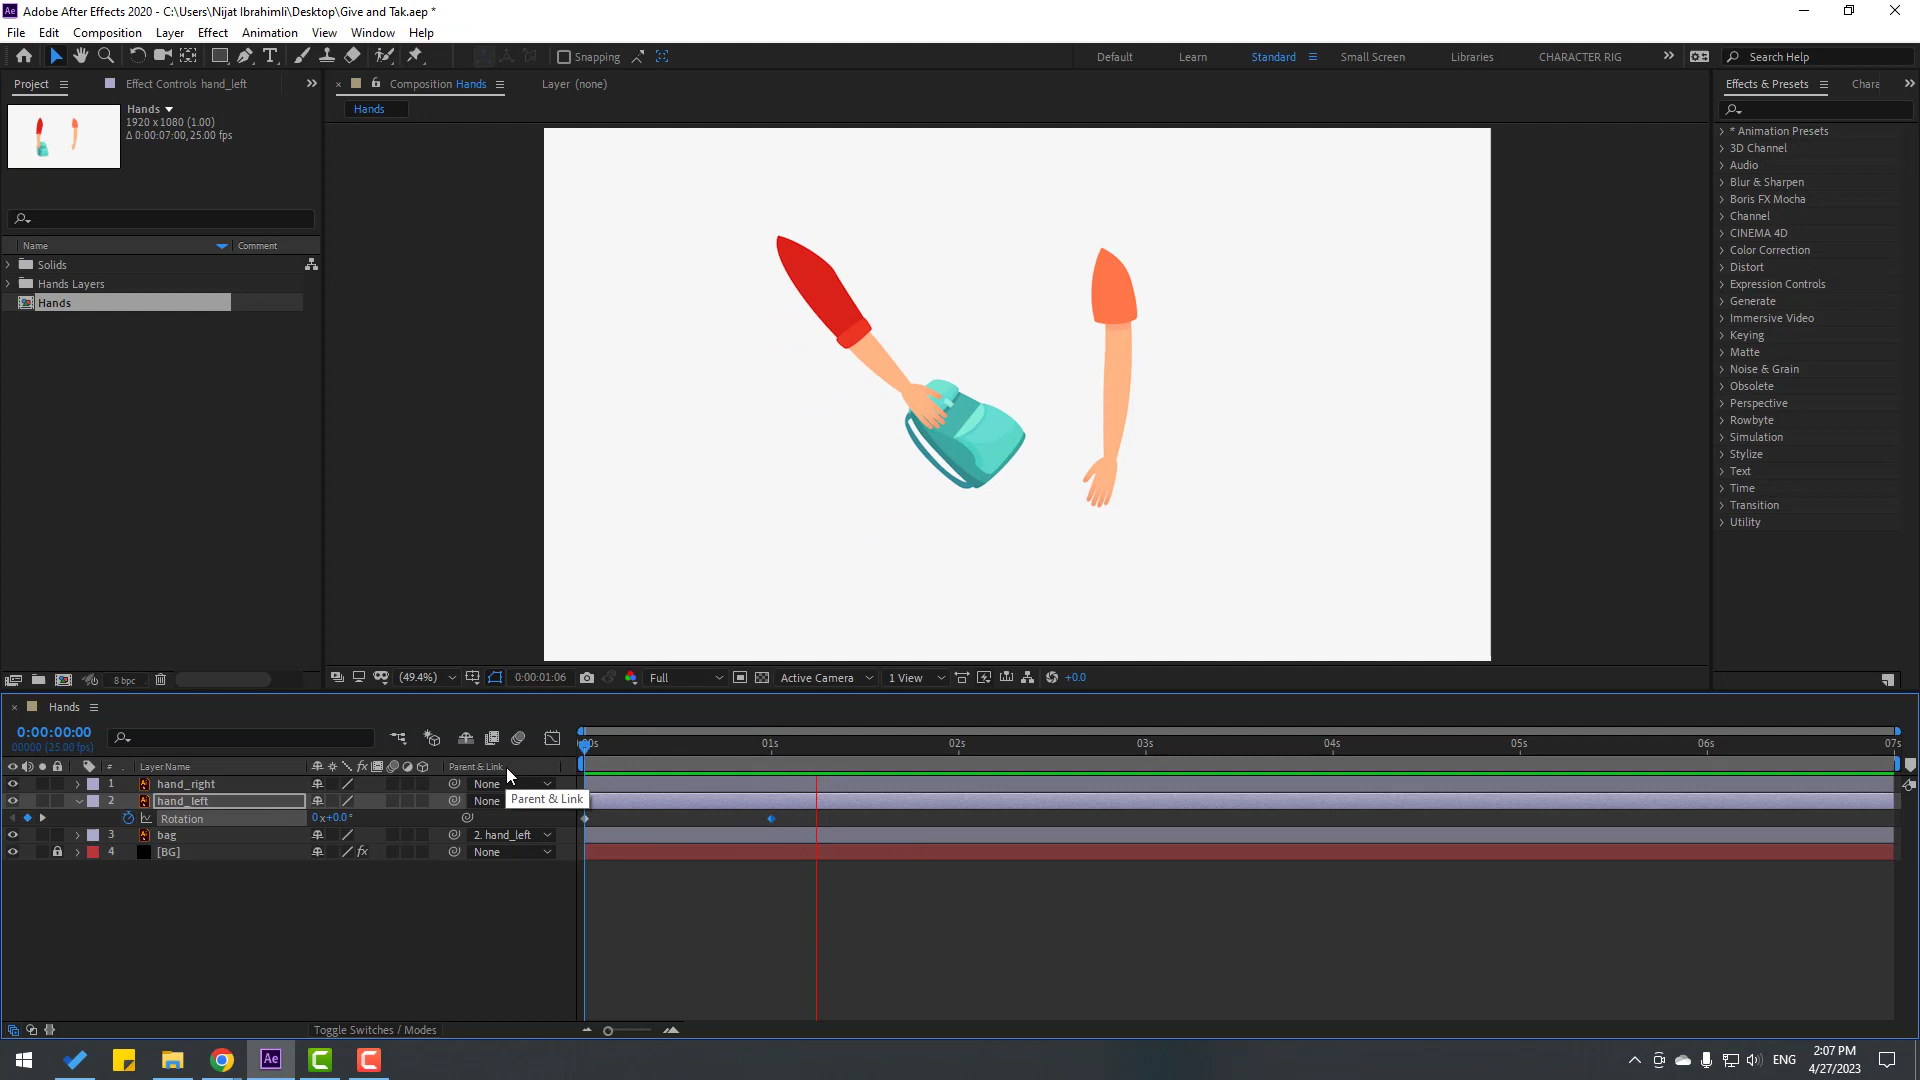 Adobe After Effects 2020 - C:\Users\Nijat Ibrahimli\Desktop\Give and Tak.aep *
File Edit Composition Layer Effect Animation View Window Help
Snapping Default Learn Standard Small Screen Libraries CHARACTER RIG Search Help
Project Effect Controls hand_left Composition Hands Layer (none) Effects & Presets Chara
Hands
1920 x 1080 (1.00)
Δ 0:00:07:00, 25.00 fps
Hands
Name Comment
Solids
Hands Layers
Hands
* Animation Presets
3D Channel
Audio
Blur & Sharpen
Boris FX Mocha
Channel
CINEMA 4D
Color Correction
Distort
Expression Controls
Generate
Immersive Video
Keying
Matte
Noise & Grain
Obsolete
Perspective
Rowbyte
Simulation
Stylize
Text
Time
Transition
Utility
8 bpc (49.4%) 0:00:01:06 Full Active Camera 1 View +0.0
Hands
0:00:00:00
00000 (25.00 fps)
00s 01s 02s 03s 04s 05s 06s 07s
# Layer Name fx Parent & Link
1 hand_right None
2 hand_left None
Parent & Link
Rotation 0x+0.0°
3 bag 2. hand_left
4 [BG] fx None
Toggle Switches / Modes
Ae ENG 2:07 PM
4/27/2023